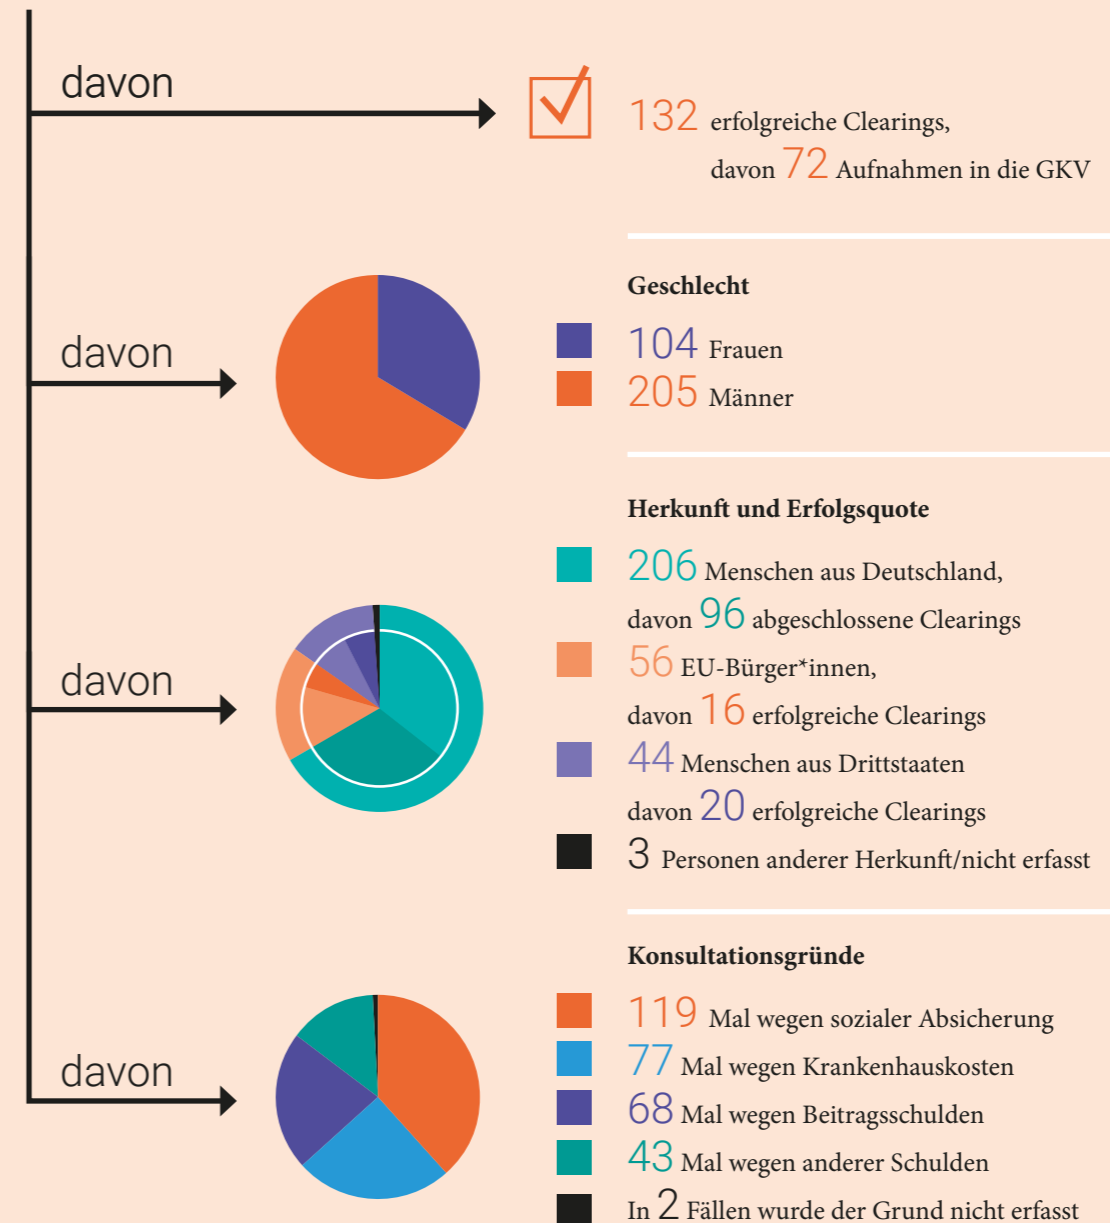 davon
132 erfolgreiche Clearings,
davon 72 Aufnahmen in die GKV
davon
Geschlecht
104 Frauen
205 Männer
davon
Herkunft und Erfolgsquote
206 Menschen aus Deutschland,
davon 96 abgeschlossene Clearings
56 EU-Bürger*innen,
davon 16 erfolgreiche Clearings
44 Menschen aus Drittstaaten
davon 20 erfolgreiche Clearings
3 Personen anderer Herkunft/nicht erfasst
davon
Konsultationsgründe
119 Mal wegen sozialer Absicherung
77 Mal wegen Krankenhauskosten
68 Mal wegen Beitragsschulden
43 Mal wegen anderer Schulden
In 2 Fällen wurde der Grund nicht erfasst